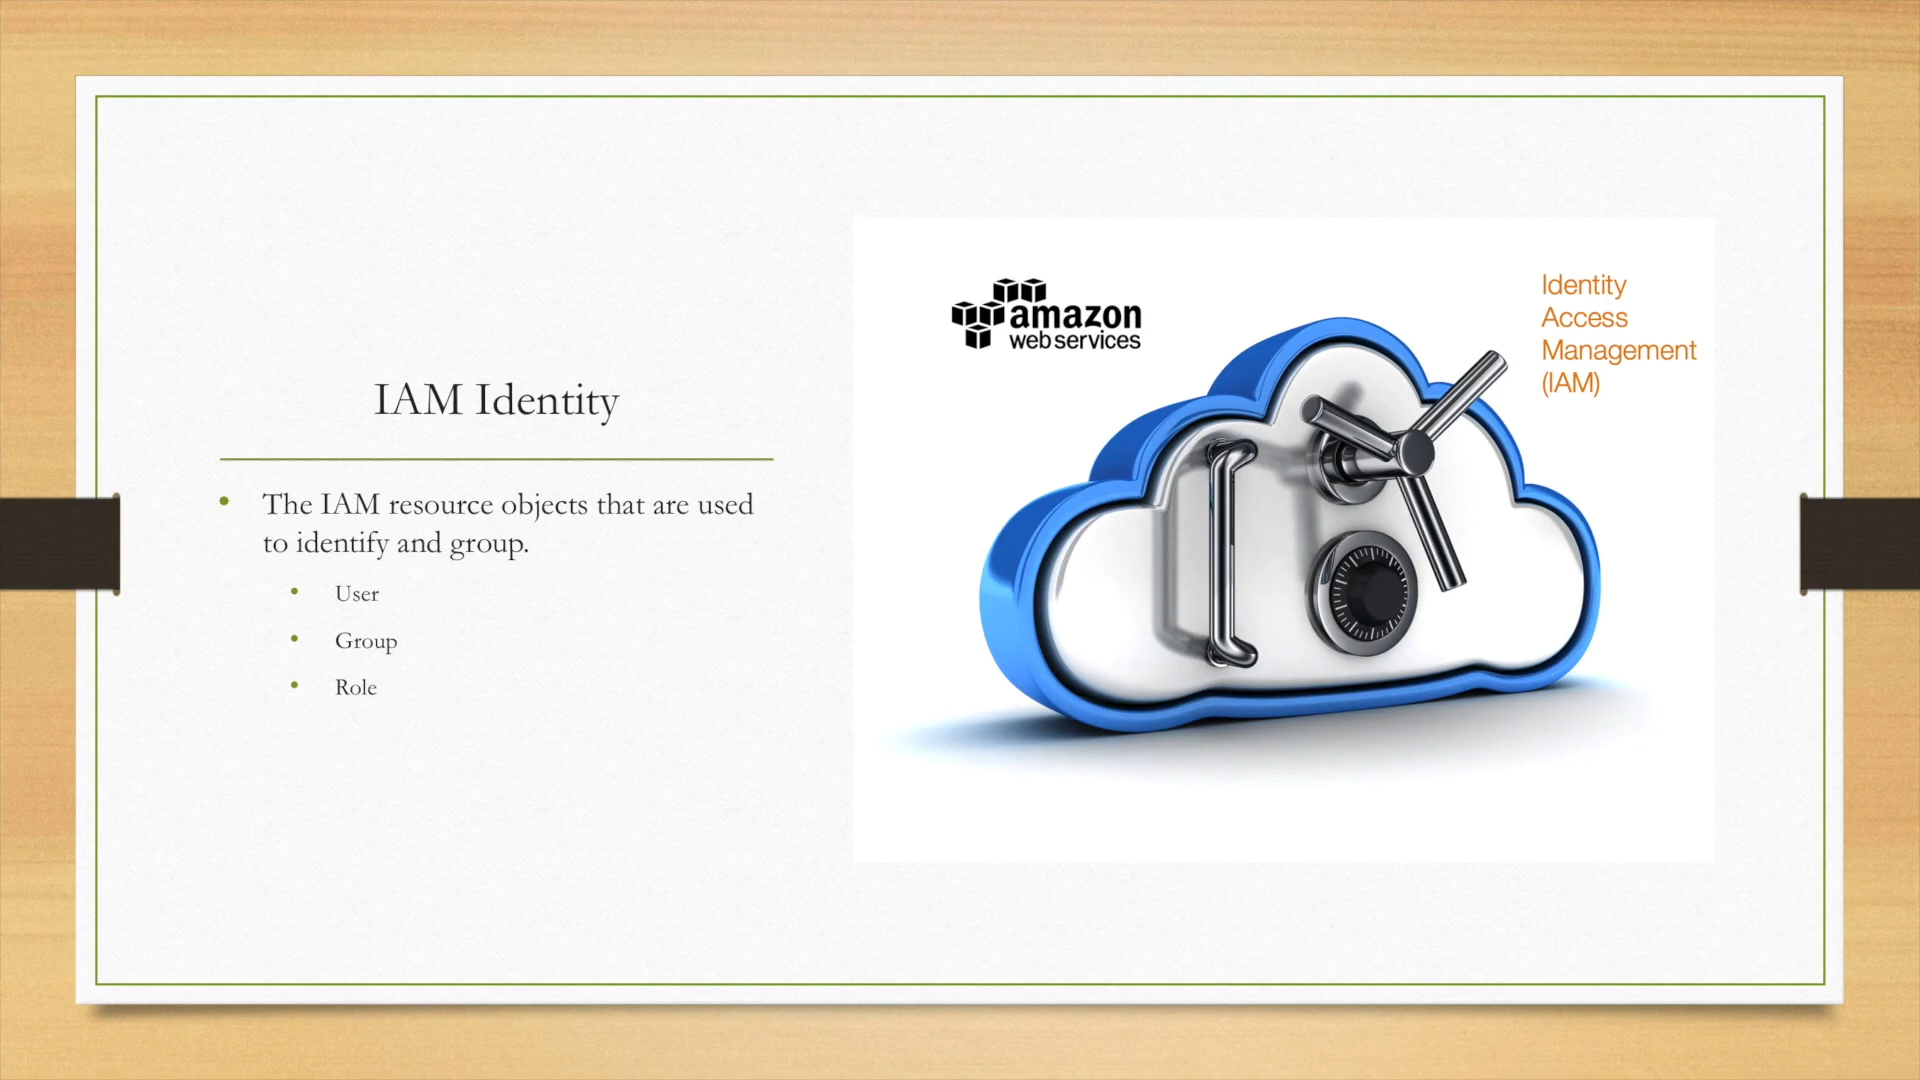 IAM Identity
The IAM resource objects that are used
to identify and group.
User
Group
Role
amazon
web services
Identity
Access
Management
(IAM)